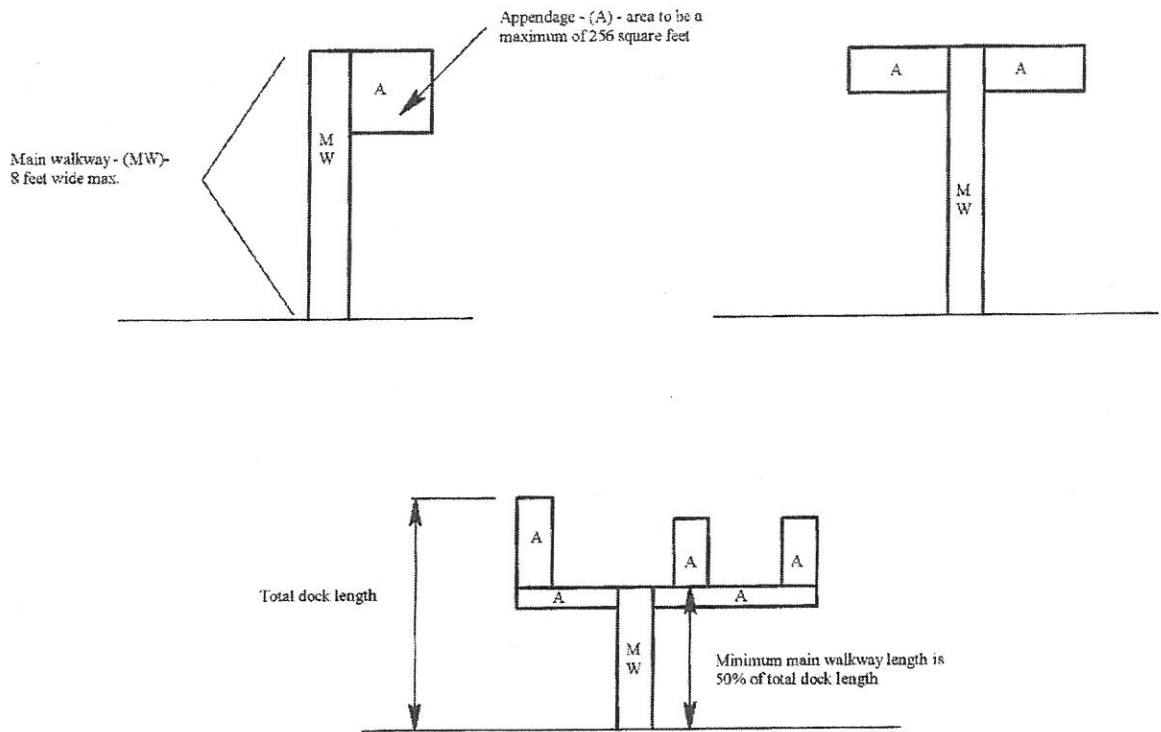 Appendage - (A) - area to be a
maximum of 256 square feet
A
M
W
Main walkway - (MW)-
8 feet wide max.
A A
M
W
A
A
A
Total dock length
A
A
M
W
Minimum main walkway length is
50% of total dock length